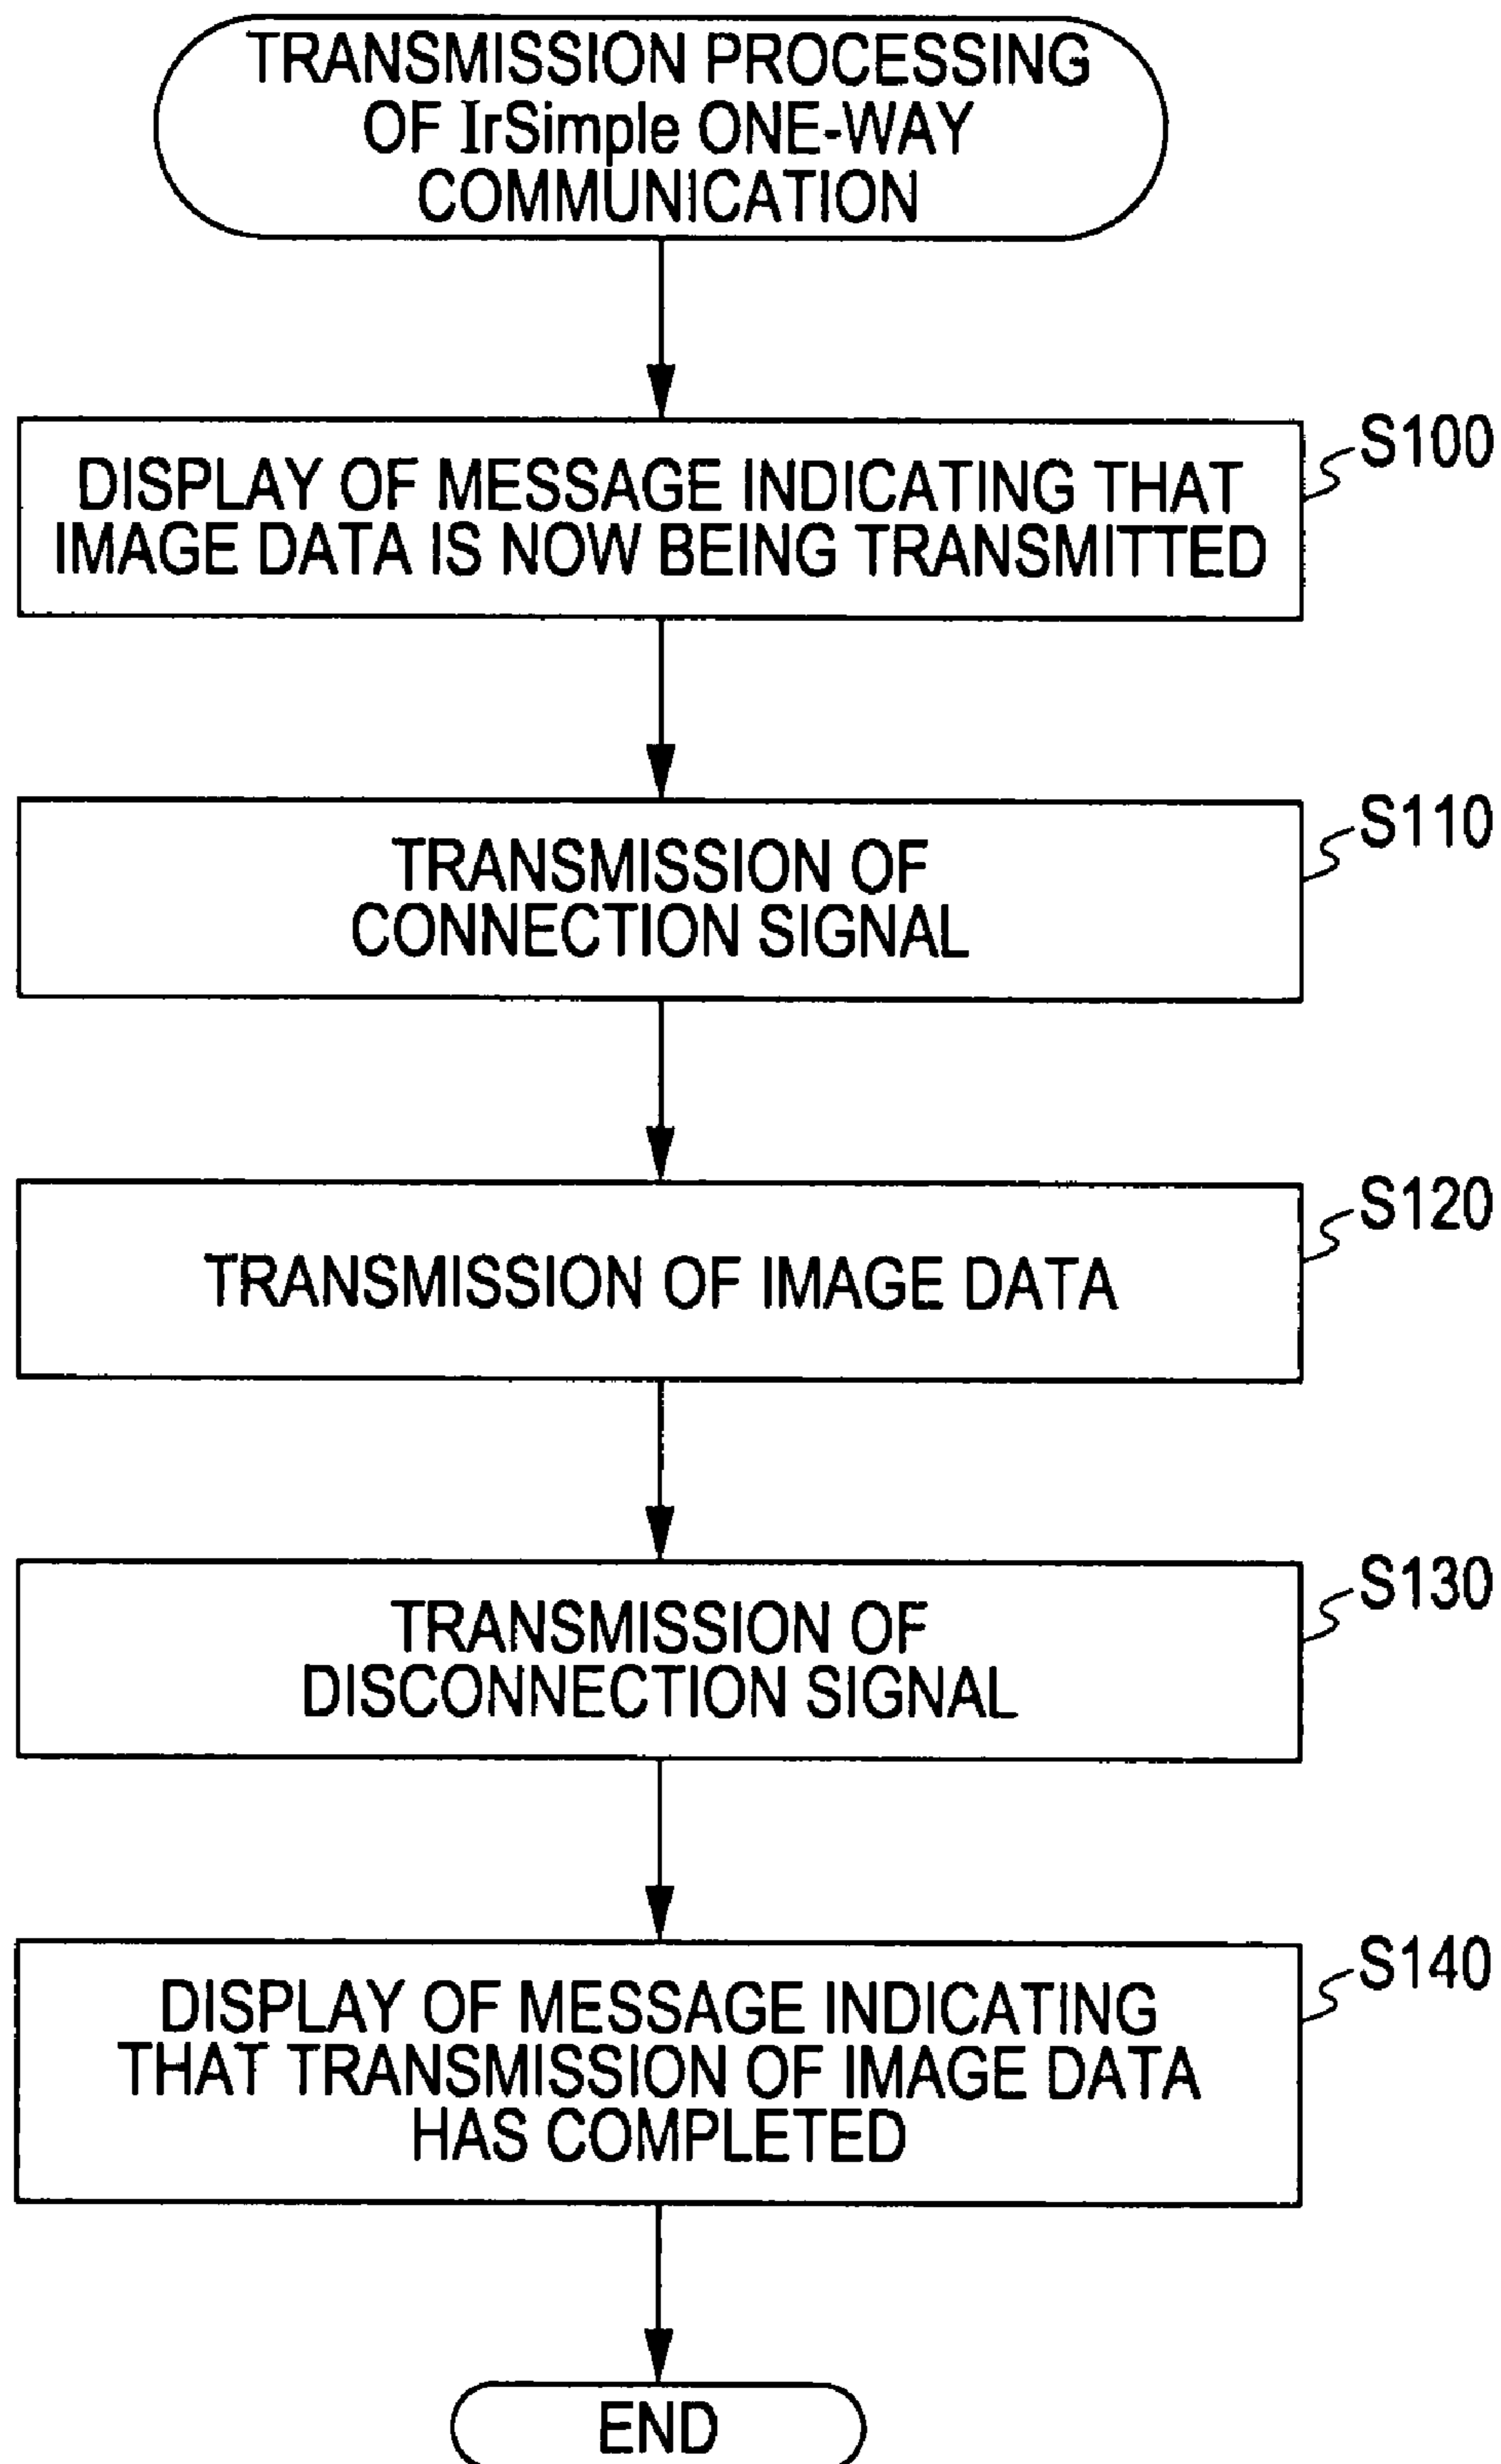 TRANSMISSION PROCESSING
OF IrSimple ONE-WAY
COMMUNICATION
S100
DISPLAY OF MESSAGE INDICATING THAT
IMAGE DATA IS NOW BEING TRANSMITTED
S110
TRANSMISSION OF
CONNECTION SIGNAL
S120
TRANSMISSION OF IMAGE DATA
S130
TRANSMISSION OF
DISCONNECTION SIGNAL
S140
DISPLAY OF MESSAGE INDICATING
THAT TRANSMISSION OF IMAGE DATA
HAS COMPLETED
END